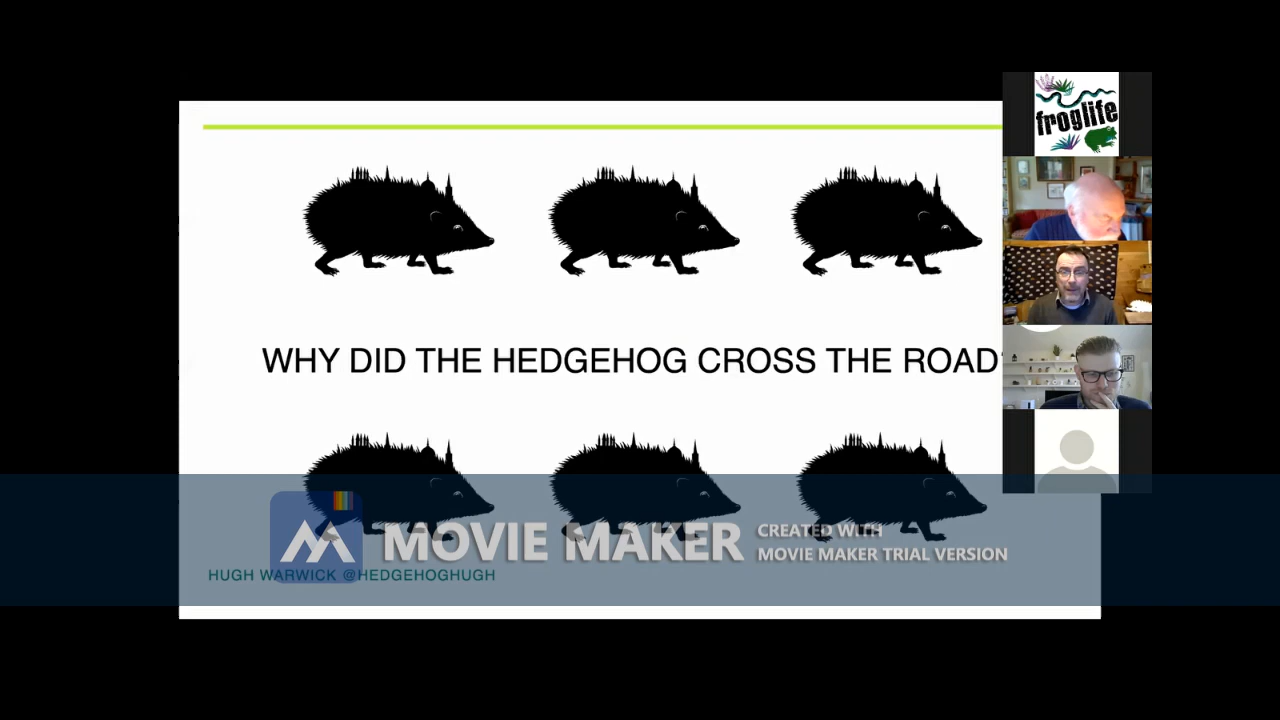 froglife
WHY DID THE HEDGEHOG CROSS THE ROAD?
MOVIE MAKER
CREATED WITH
MOVIE MAKER TRIAL VERSION
HUGH WARWICK @HEDGEHOGHUGH